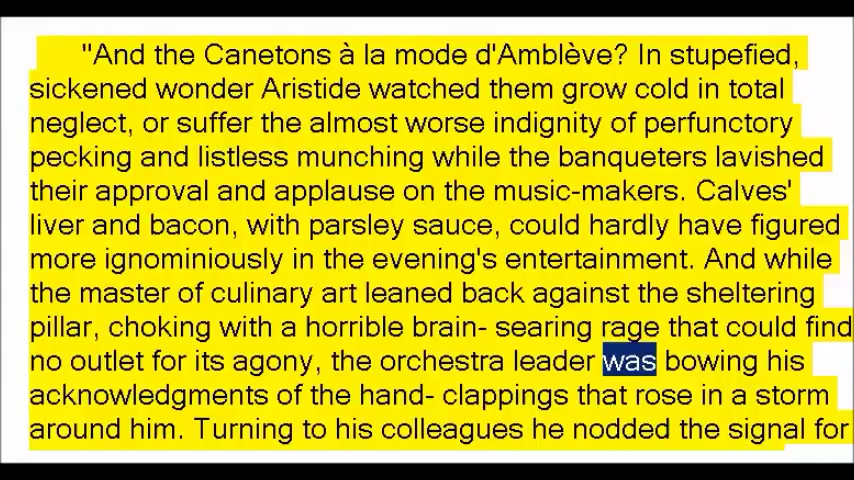 "And the Canetons à la mode d'Amblève? In stupefied,
sickened wonder Aristide watched them grow cold in total
neglect, or suffer the almost worse indignity of perfunctory
pecking and listless munching while the banqueters lavished
their approval and applause on the music-makers. Calves'
liver and bacon, with parsley sauce, could hardly have figured
more ignominiously in the evening's entertainment. And while
the master of culinary art leaned back against the sheltering
pillar, choking with a horrible brain- searing rage that could find
no outlet for its agony, the orchestra leader was bowing his
acknowledgments of the hand- clappings that rose in a storm
around him. Turning to his colleagues he nodded the signal for